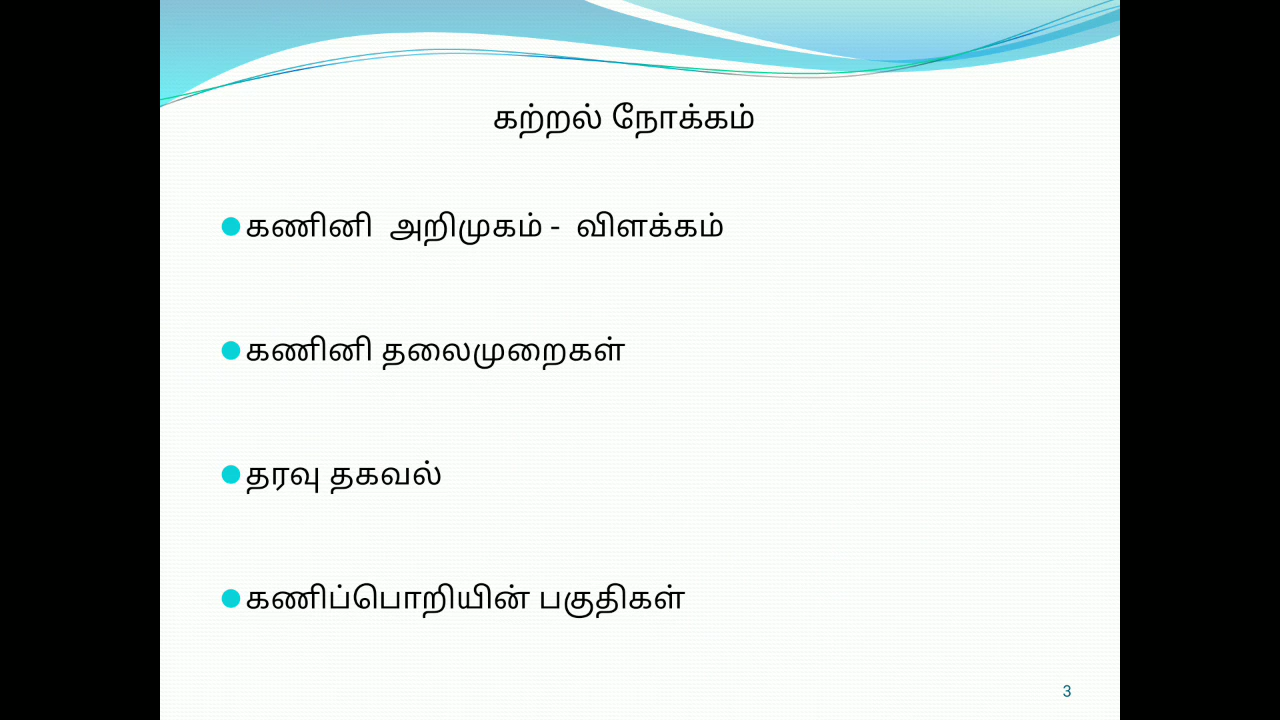 கற்றல் நோக்கம்
கணினி அறிமுகம் - விளக்கம்
கணினி தலைமுறைகள்
தரவு தகவல்
கணிப்பொறியின் பகுதிகள்
3